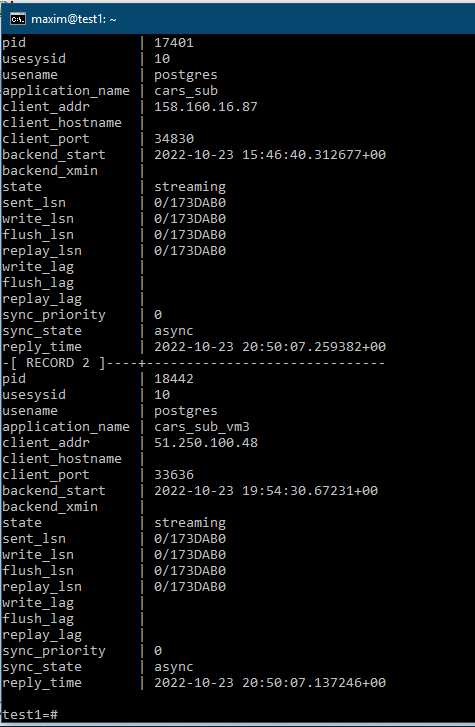 maxim@test1: ~
pid              | 17401
usesysid         | 10
usename          | postgres
application_name | cars_sub
client_addr      | 158.160.16.87
client_hostname  |
client_port      | 34830
backend_start    | 2022-10-23 15:46:40.312677+00
backend_xmin     |
state            | streaming
sent_lsn         | 0/173DAB0
write_lsn        | 0/173DAB0
flush_lsn        | 0/173DAB0
replay_lsn       | 0/173DAB0
write_lag        |
flush_lag        |
replay_lag       |
sync_priority    | 0
sync_state       | async
reply_time       | 2022-10-23 20:50:07.259382+00
-[ RECORD 2 ]----+------------------------------
pid              | 18442
usesysid         | 10
usename          | postgres
application_name | cars_sub_vm3
client_addr      | 51.250.100.48
client_hostname  |
client_port      | 33636
backend_start    | 2022-10-23 19:54:30.67231+00
backend_xmin     |
state            | streaming
sent_lsn         | 0/173DAB0
write_lsn        | 0/173DAB0
flush_lsn        | 0/173DAB0
replay_lsn       | 0/173DAB0
write_lag        |
flush_lag        |
replay_lag       |
sync_priority    | 0
sync_state       | async
reply_time       | 2022-10-23 20:50:07.137246+00
test1=#